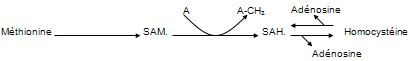 A A-CH₃ Adénosine
Méthionine SAM. SAH. Homocystéine
Adénosine